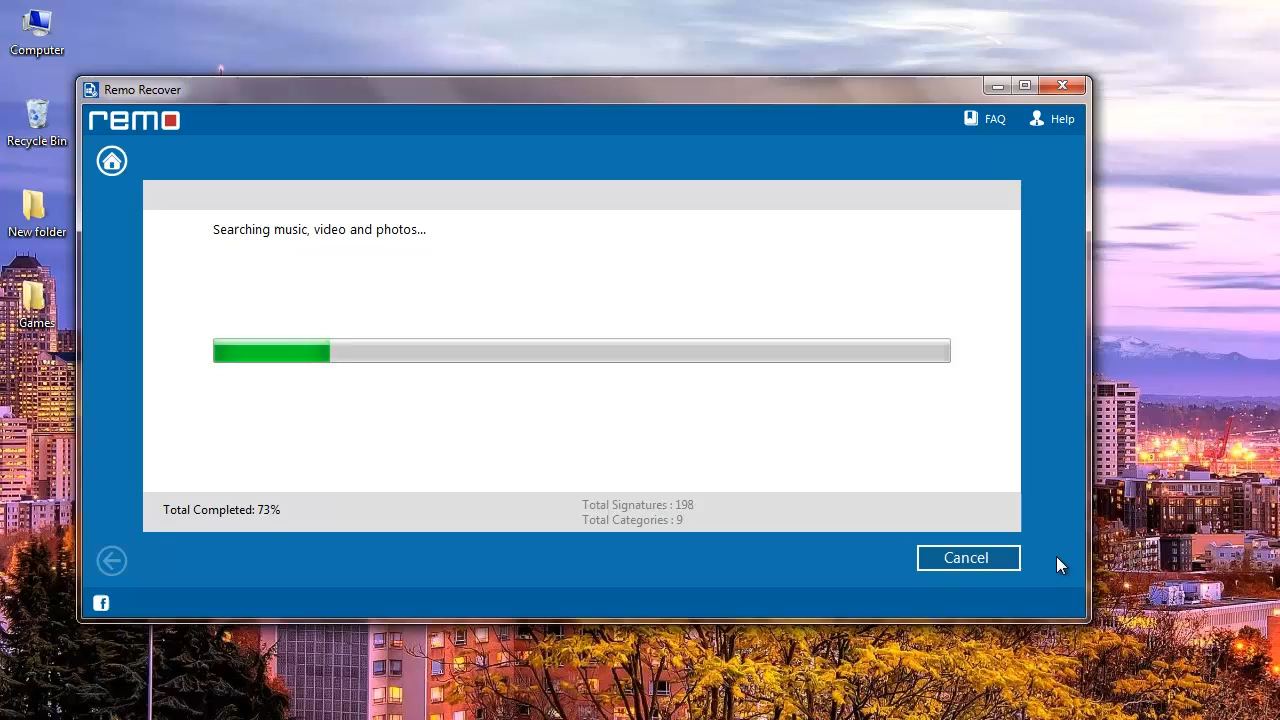 Computer
Recycle Bin
New folder
Games
Remo Recover
remo
FAQ
Help
Searching music, video and photos...
Total Completed: 73%
Total Signatures : 198
Total Categories : 9
Cancel
f